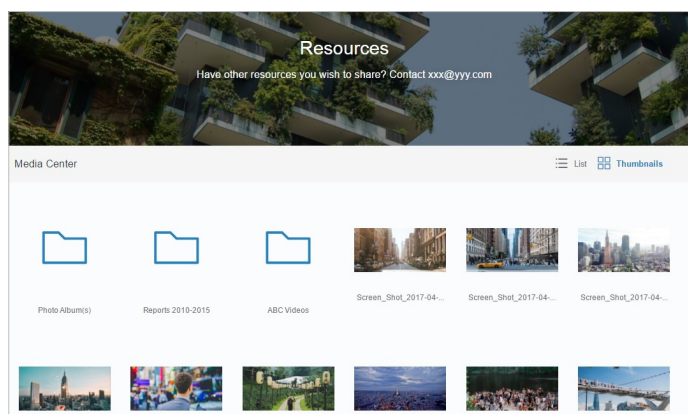 Resources
Have other resources you wish to share? Contact xxx@yyy.com
Media Center
List Thumbnails
Photo Album(s) Reports 2010-2015 ABC Videos Screen_Shot_2017-04-... Screen_Shot_2017-04-... Screen_Shot_2017-04-...